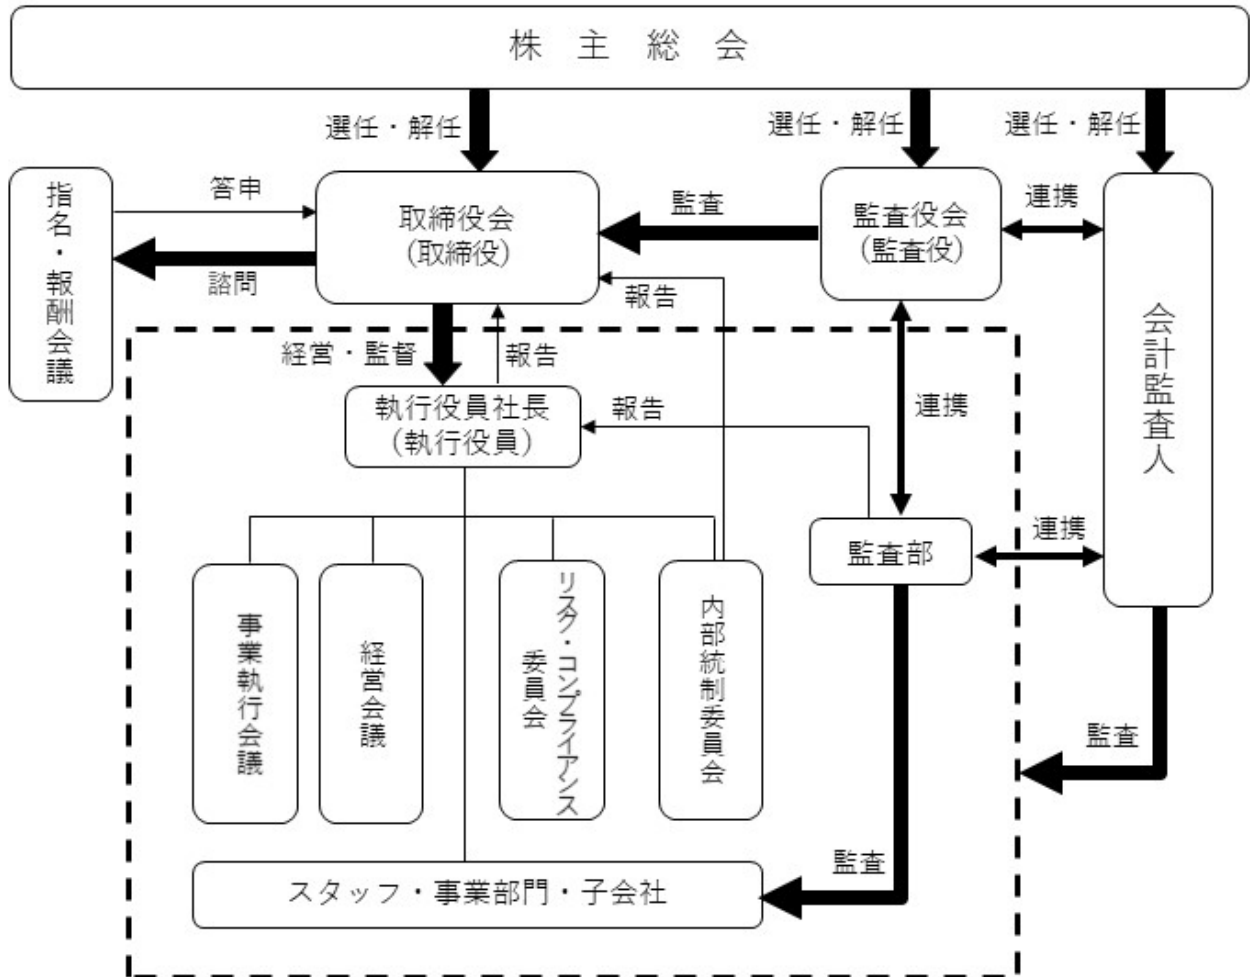 株 主 総 会
選任・解任
選任・解任
選任・解任
指名・報酬会議
答申
諮問
取締役会
(取締役)
監査
監査役会
(監査役)
連携
会計監査人
報告
経営・監督
報告
執行役員社長
(執行役員)
報告
連携
監査部
連携
事業執行会議
経営会議
リスク・コンプライアンス
委員会
内部統制委員会
監査
監査
スタッフ・事業部門・子会社